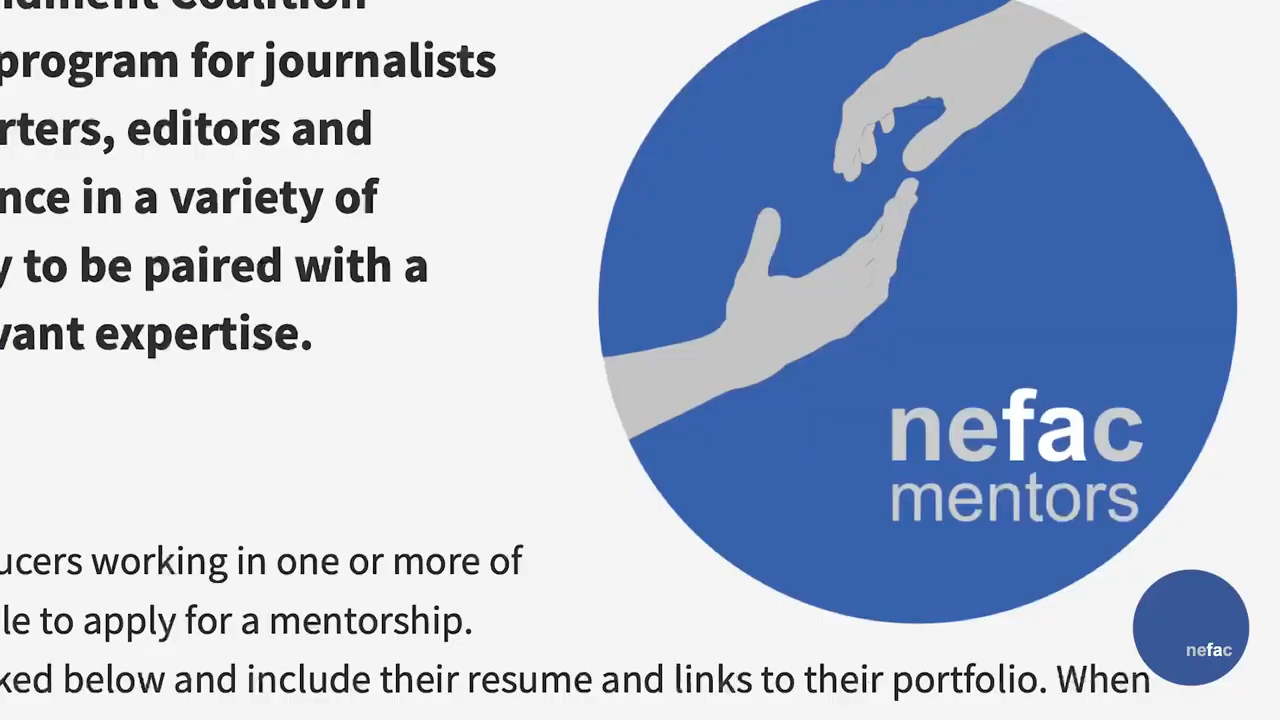 program for journalists
rters, editors and
nce in a variety of
y to be paired with a
vant expertise.
nefac
mentors
ucers working in one or more of
le to apply for a mentorship.
ked below and include their resume and links to their portfolio. When
nefac